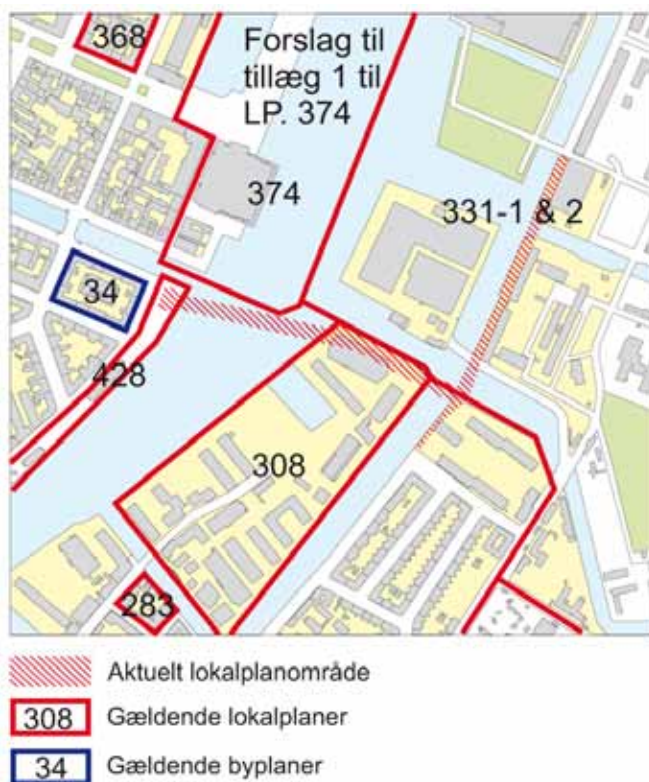 368
Forslag til
tillæg 1 til
LP. 374
374
331-1 & 2
34
428
308
283
Aktuelt lokalplanområde
308 Gældende lokalplaner
34 Gældende byplaner